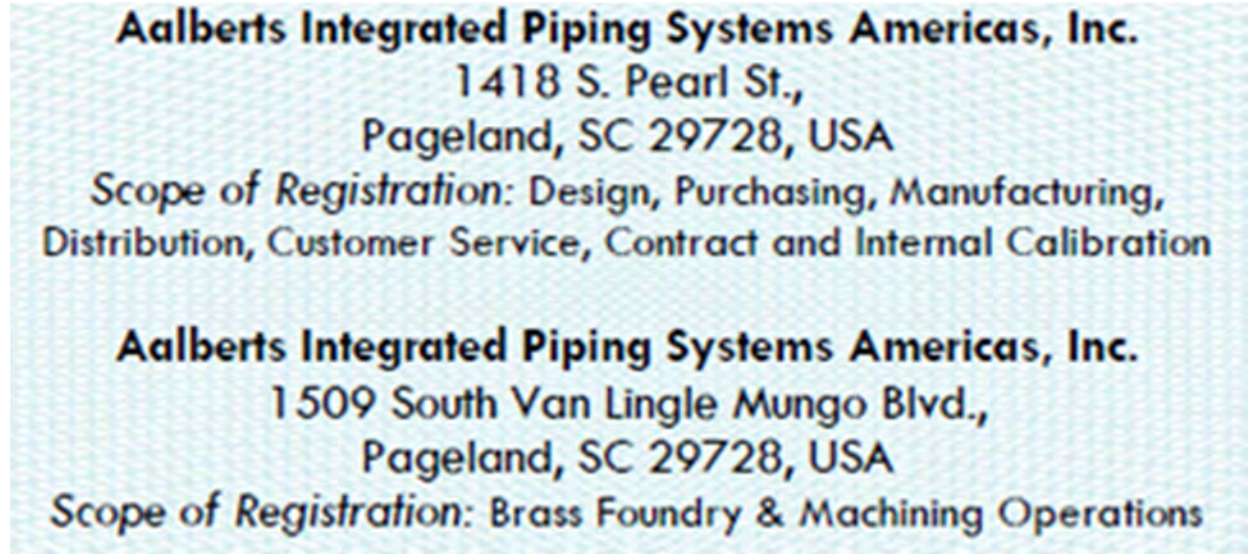 Aalberts Integrated Piping Systems Americas, Inc.
1418 S. Pearl St.,
Pageland, SC 29728, USA
Scope of Registration: Design, Purchasing, Manufacturing,
Distribution, Customer Service, Contract and Internal Calibration
Aalberts Integrated Piping Systems Americas, Inc.
1509 South Van Lingle Mungo Blvd.,
Pageland, SC 29728, USA
Scope of Registration: Brass Foundry & Machining Operations